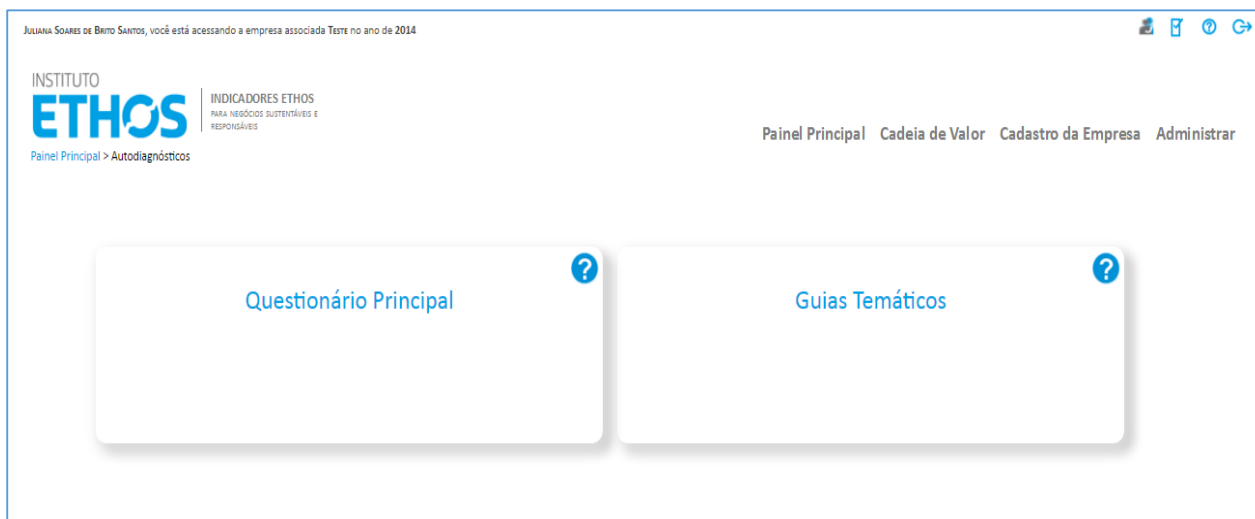 Juliana Soares de Brito Santos, você está acessando a empresa associada Teste no ano de 2014
INSTITUTO
ETHOS
INDICADORES ETHOS
PARA NEGÓCIOS SUSTENTÁVEIS E
RESPONSÁVEIS
Painel Principal Cadeia de Valor Cadastro da Empresa Administrar
Painel Principal > Autodiagnósticos
?
?
?
Questionário Principal
Guias Temáticos